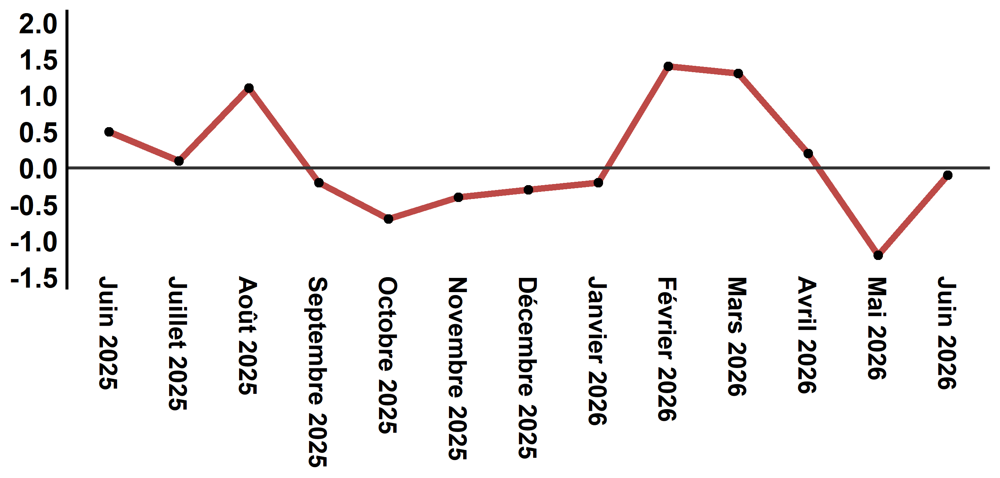 2.0
1.5
1.0
0.5
0.0
-0.5
-1.0
-1.5
Juin 2025
Juillet 2025
Août 2025
Septembre 2025
Octobre 2025
Novembre 2025
Décembre 2025
Janvier 2026
Février 2026
Mars 2026
Avril 2026
Mai 2026
Juin 2026